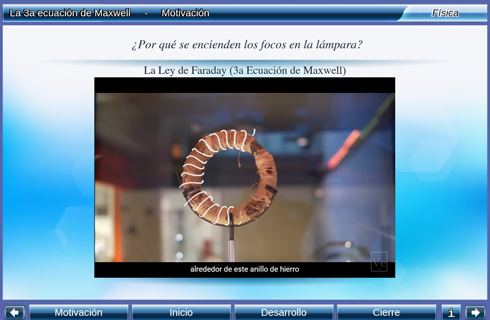 La 3a ecuación de Maxwell - Motivación
Física
¿Por qué se encienden los focos en la lámpara?
La Ley de Faraday (3a Ecuación de Maxwell)
Ve
alrededor de este anillo de hierro
Motivación
Inicio
Desarrollo
Cierre
i